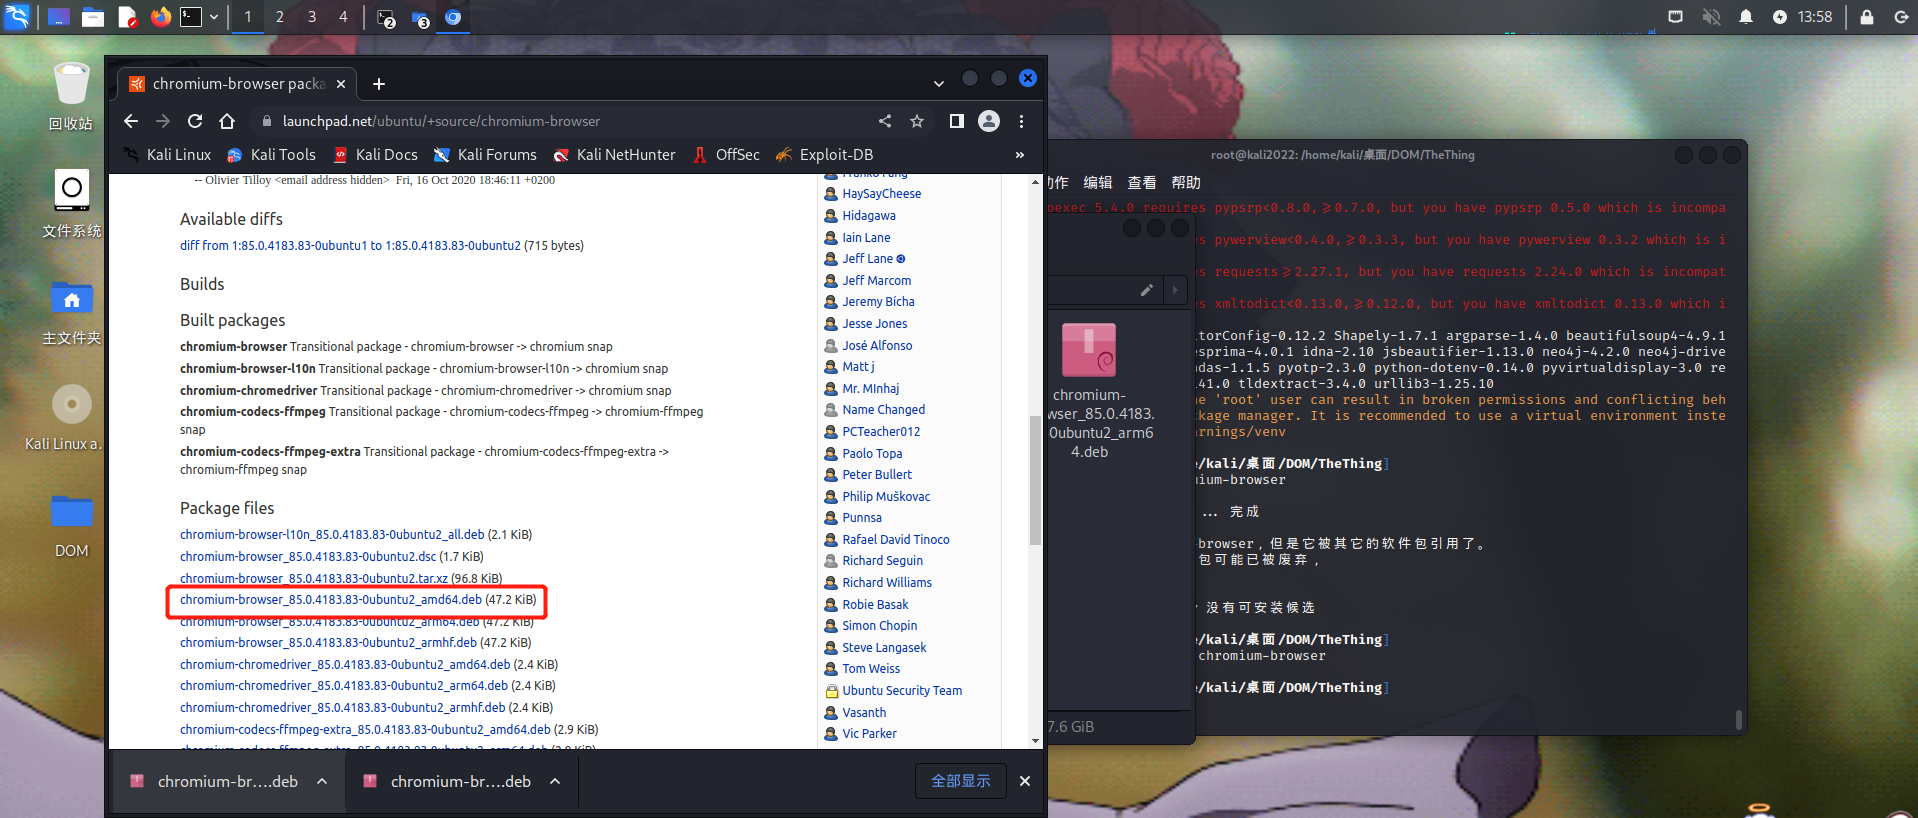 1
2
3
4
2
3
13:58
回收站
文件系统
主文件夹
Kali Linux a.
DOM
chromium-browser packa
launchpad.net/ubuntu/+source/chromium-browser
Kali Linux
Kali Tools
Kali Docs
Kali Forums
Kali NetHunter
OffSec
Exploit-DB
»
-- Olivier Tilloy <email address hidden>  Fri, 16 Oct 2020 18:46:11 +0200
Available diffs
diff from 1:85.0.4183.83-0ubuntu1 to 1:85.0.4183.83-0ubuntu2 (715 bytes)
Builds
Built packages
chromium-browser Transitional package - chromium-browser -> chromium snap
chromium-browser-l10n Transitional package - chromium-browser-l10n -> chromium snap
chromium-chromedriver Transitional package - chromium-chromedriver -> chromium snap
chromium-codecs-ffmpeg Transitional package - chromium-codecs-ffmpeg -> chromium-ffmpeg
snap
chromium-codecs-ffmpeg-extra Transitional package - chromium-codecs-ffmpeg-extra ->
chromium-ffmpeg snap
Package files
chromium-browser-l10n_85.0.4183.83-0ubuntu2_all.deb (2.1 KiB)
chromium-browser_85.0.4183.83-0ubuntu2.dsc (1.7 KiB)
chromium-browser_85.0.4183.83-0ubuntu2.tar.xz (96.8 KiB)
chromium-browser_85.0.4183.83-0ubuntu2_amd64.deb (47.2 KiB)
chromium-browser_85.0.4183.83-0ubuntu2_arm64.deb (47.2 KiB)
chromium-browser_85.0.4183.83-0ubuntu2_armhf.deb (47.2 KiB)
chromium-chromedriver_85.0.4183.83-0ubuntu2_amd64.deb (2.4 KiB)
chromium-chromedriver_85.0.4183.83-0ubuntu2_arm64.deb (2.4 KiB)
chromium-chromedriver_85.0.4183.83-0ubuntu2_armhf.deb (2.4 KiB)
chromium-codecs-ffmpeg-extra_85.0.4183.83-0ubuntu2_amd64.deb (2.9 KiB)
HaySayCheese
Hidagawa
Iain Lane
Jeff Lane
Jeff Marcom
Jeremy Bícha
Jesse Jones
José Alfonso
Matt j
Mr. MInhaj
Name Changed
PCTeacher012
Paolo Topa
Peter Bullert
Philip Muškovac
Punnsa
Rafael David Tinoco
Richard Seguin
Richard Williams
Robie Basak
Simon Chopin
Steve Langasek
Tom Weiss
Ubuntu Security Team
Vasanth
Vic Parker
chromium-br....deb
chromium-br....deb
全部显示
chromium-
wser_85.0.4183.
0ubuntu2_arm6
4.deb
7.6 GiB
root@kali2022: /home/kali/桌面/DOM/TheThing
动作 编辑 查看 帮助
pexec 5.4.0 requires pypsrp<0.8.0,≥0.7.0, but you have pypsrp 0.5.0 which is incompa
es pywerview<0.4.0,≥0.3.3, but you have pywerview 0.3.2 which is i
es requests≥2.27.1, but you have requests 2.24.0 which is incompat
es xmltodict<0.13.0,≥0.12.0, but you have xmltodict 0.13.0 which i
torConfig-0.12.2 Shapely-1.7.1 argparse-1.4.0 beautifulsoup4-4.9.1
esprima-4.0.1 idna-2.10 jsbeautifier-1.13.0 neo4j-4.2.0 neo4j-drive
das-1.1.5 pyotp-2.3.0 python-dotenv-0.14.0 pyvirtualdisplay-3.0 re
41.0 tldextract-3.4.0 urllib3-1.25.10
e 'root' user can result in broken permissions and conflicting beh
kage manager. It is recommended to use a virtual environment inste
rnings/venv
e/kali/桌面/DOM/TheThing]
ium-browser
... 完成
browser，但是它被其它的软件包引用了。
包可能已被废弃，
没有可安装候选
e/kali/桌面/DOM/TheThing]
chromium-browser
e/kali/桌面/DOM/TheThing]